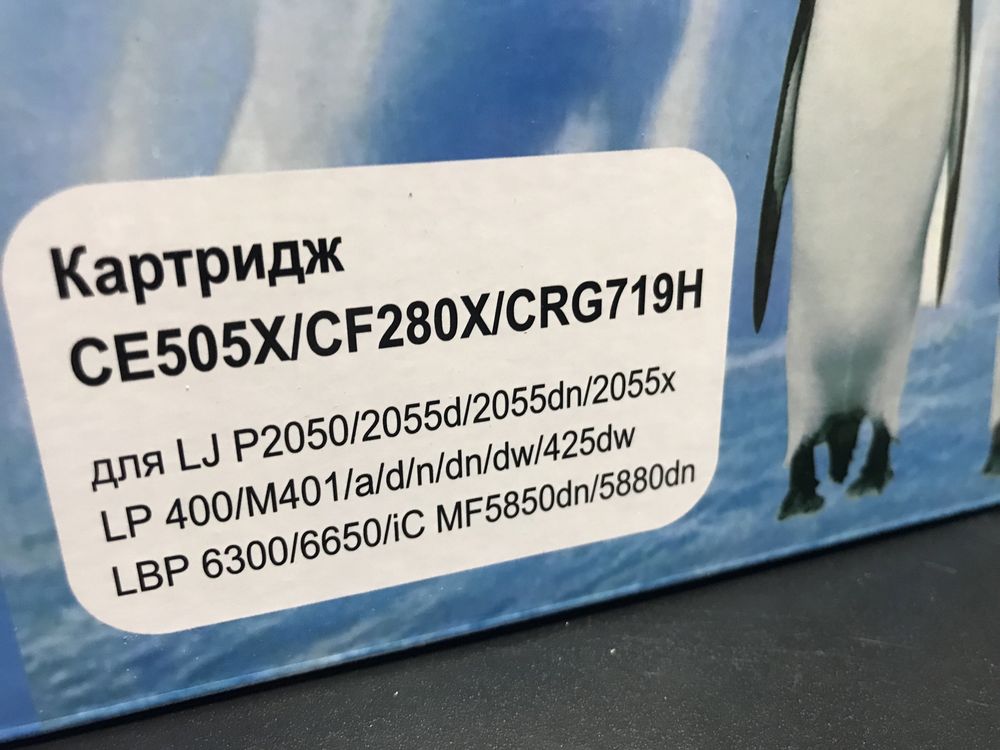 Картридж
CE505X/CF280X/CRG719H
для LJ P2050/2055d/2055dn/2055x
LP 400/M401/a/d/n/dn/dw/425dw
LBP 6300/6650/iC MF5850dn/5880dn